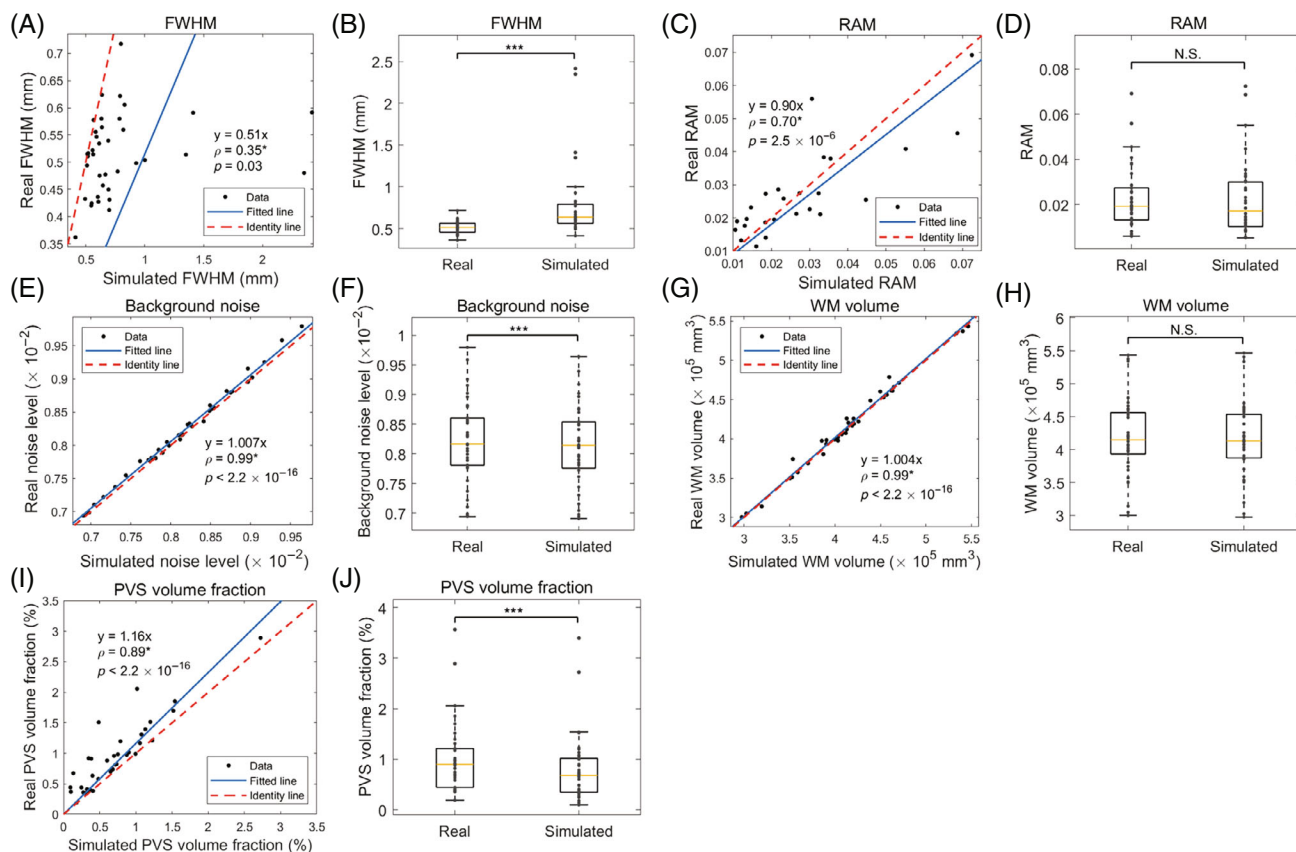 (A)
FWHM
Real FWHM (mm)
0.7
0.65
0.6
0.55
0.5
0.45
0.4
0.35
y = 0.51x
ρ = 0.35*
p = 0.03
Data
Fitted line
Identity line
0.5
1
1.5
2
Simulated FWHM (mm)
(B)
FWHM
FWHM (mm)
2.5
2
1.5
1
0.5
***
Real
Simulated
(C)
RAM
Real RAM
0.07
0.06
0.05
0.04
0.03
0.02
0.01
y = 0.90x
ρ = 0.70*
p = 2.5 × 10⁻⁶
Data
Fitted line
Identity line
0.01
0.02
0.03
0.04
0.05
0.06
0.07
Simulated RAM
(D)
RAM
RAM
0.08
0.06
0.04
0.02
N.S.
Real
Simulated
(E)
Background noise
Real noise level (× 10⁻²)
0.95
0.9
0.85
0.8
0.75
0.7
Data
Fitted line
Identity line
y = 1.007x
ρ = 0.99*
p < 2.2 × 10⁻¹⁶
0.7
0.75
0.8
0.85
0.9
0.95
Simulated noise level (× 10⁻²)
(F)
Background noise
Background noise level (×10⁻²)
1
0.95
0.9
0.85
0.8
0.75
0.7
***
Real
Simulated
(G)
WM volume
Real WM volume (× 10⁵ mm³)
5.5
5
4.5
4
3.5
3
Data
Fitted line
Identity line
y = 1.004x
ρ = 0.99*
p < 2.2 × 10⁻¹⁶
3
3.5
4
4.5
5
5.5
Simulated WM volume (× 10⁵ mm³)
(H)
WM volume
WM volume (×10⁵ mm³)
6
5.5
5
4.5
4
3.5
3
N.S.
Real
Simulated
(I)
PVS volume fraction
Real PVS volume fraction (%)
3.5
3
2.5
2
1.5
1
0.5
0
y = 1.16x
ρ = 0.89*
p < 2.2 × 10⁻¹⁶
Data
Fitted line
Identity line
0
0.5
1
1.5
2
2.5
3
3.5
Simulated PVS volume fraction (%)
(J)
PVS volume fraction
PVS volume fraction (%)
4
3
2
1
0
***
Real
Simulated